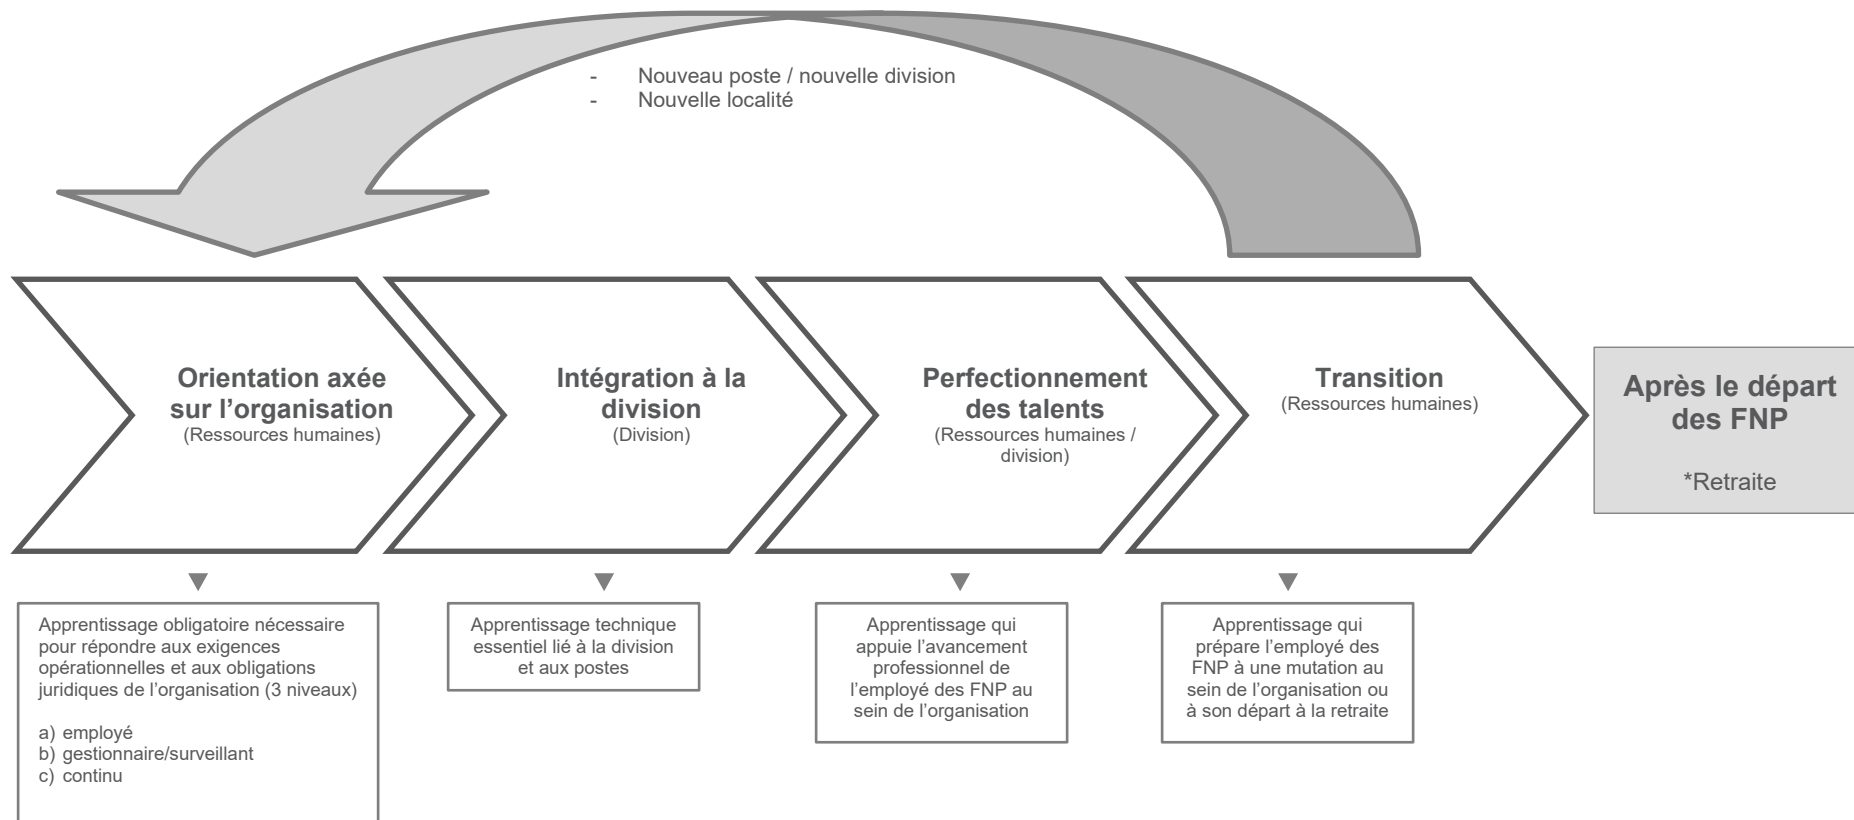 - Nouveau poste / nouvelle division
- Nouvelle localité
Orientation axée
sur l’organisation
(Ressources humaines)
Intégration à la
division
(Division)
Perfectionnement
des talents
(Ressources humaines /
division)
Transition
(Ressources humaines)
Après le départ
des FNP
*Retraite
Apprentissage obligatoire nécessaire
pour répondre aux exigences
opérationnelles et aux obligations
juridiques de l’organisation (3 niveaux)
a) employé
b) gestionnaire/surveillant
c) continu
Apprentissage technique
essentiel lié à la division
et aux postes
Apprentissage qui
appuie l’avancement
professionnel de
l’employé des FNP au
sein de l’organisation
Apprentissage qui
prépare l’employé des
FNP à une mutation au
sein de l’organisation ou
à son départ à la retraite